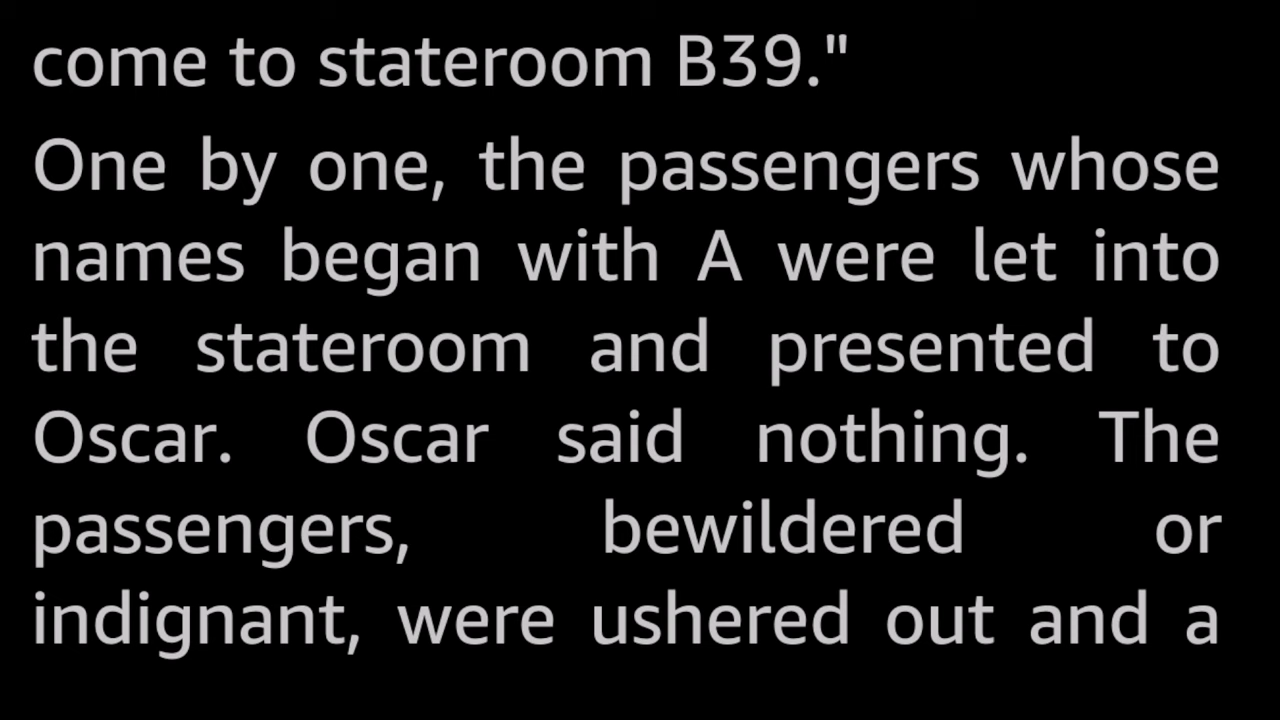 come to stateroom B39."
One by one, the passengers whose
names began with A were let into
the stateroom and presented to
Oscar. Oscar said nothing. The
passengers, bewildered or
indignant, were ushered out and a